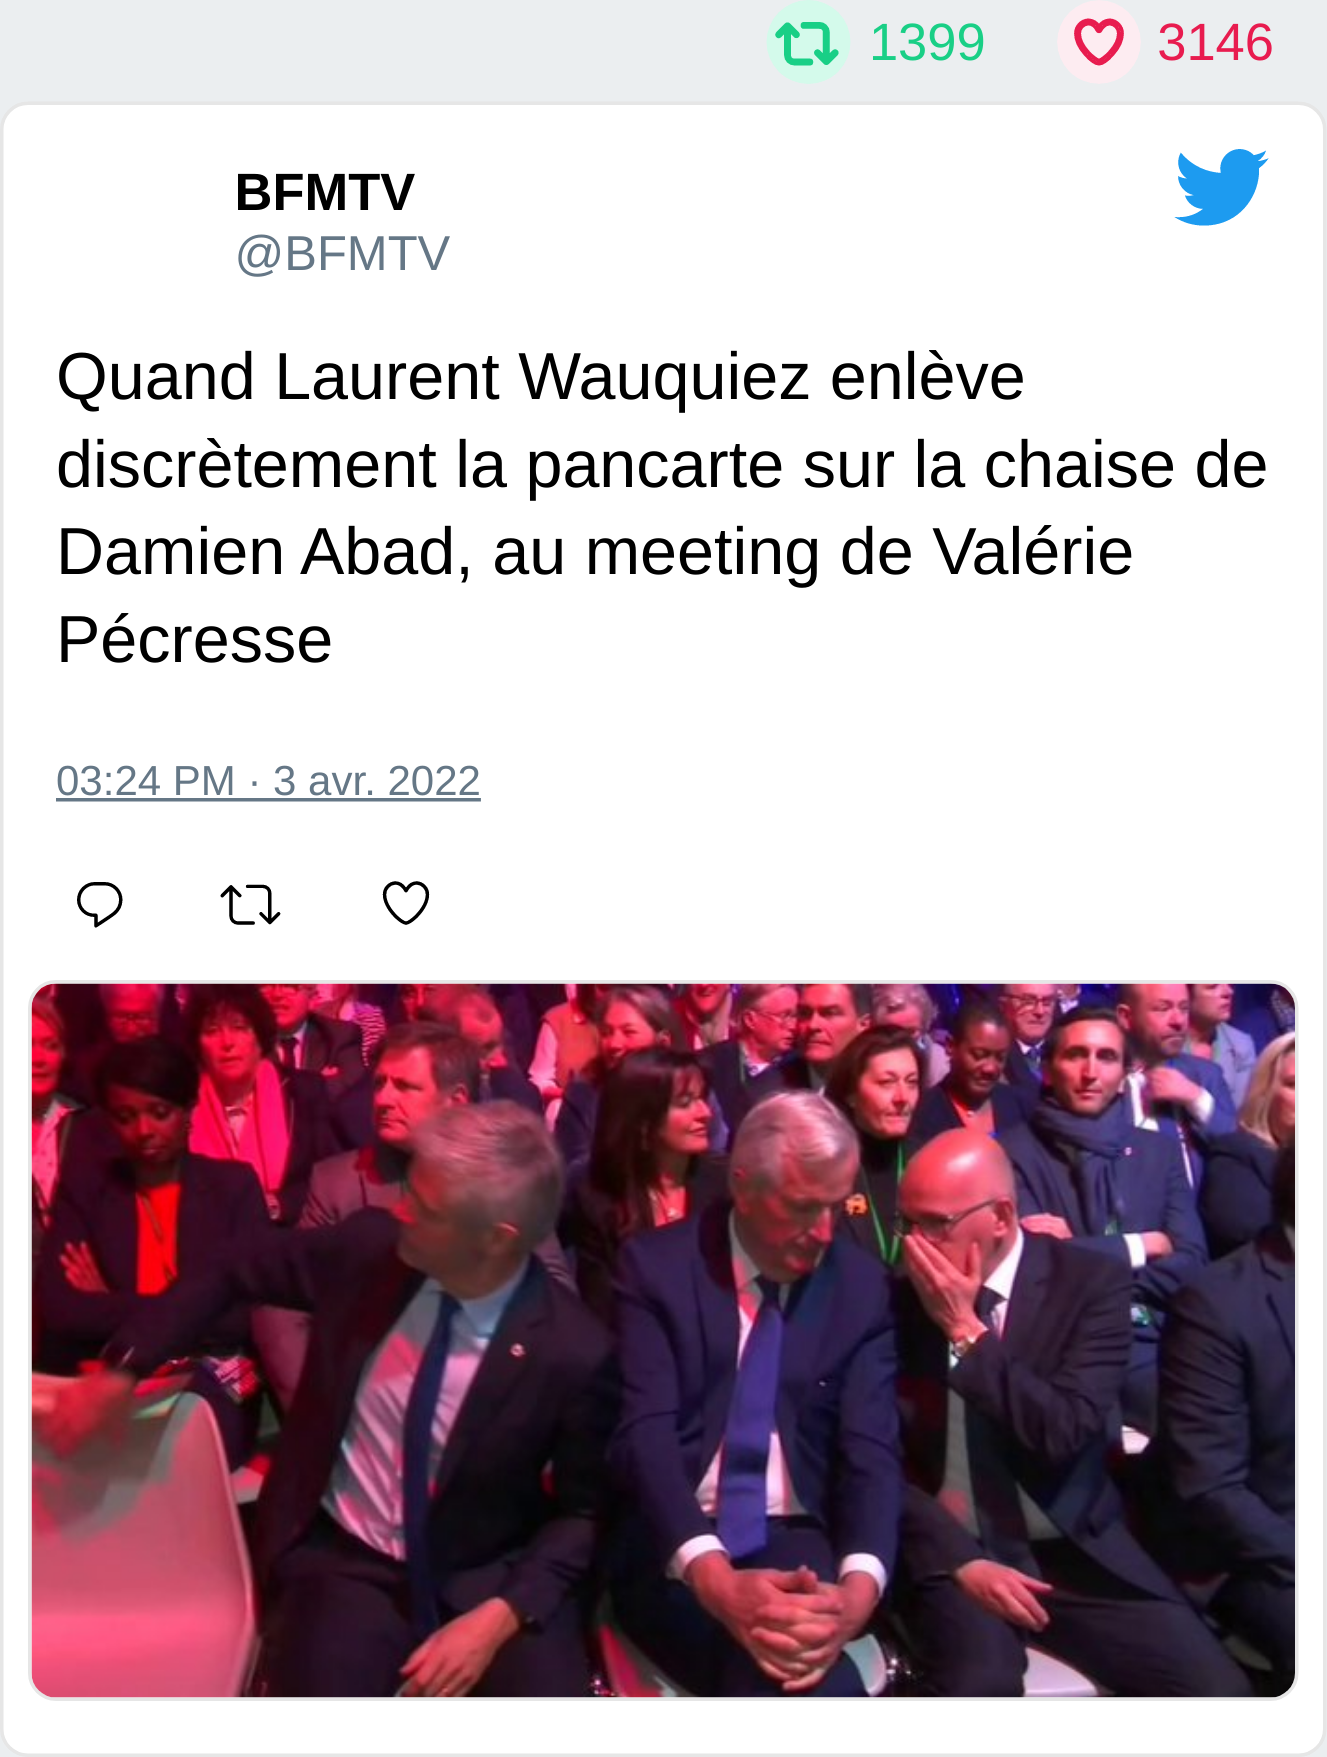 1399 3146
BFMTV
@BFMTV
Quand Laurent Wauquiez enlève
discrètement la pancarte sur la chaise de
Damien Abad, au meeting de Valérie
Pécresse
03:24 PM · 3 avr. 2022